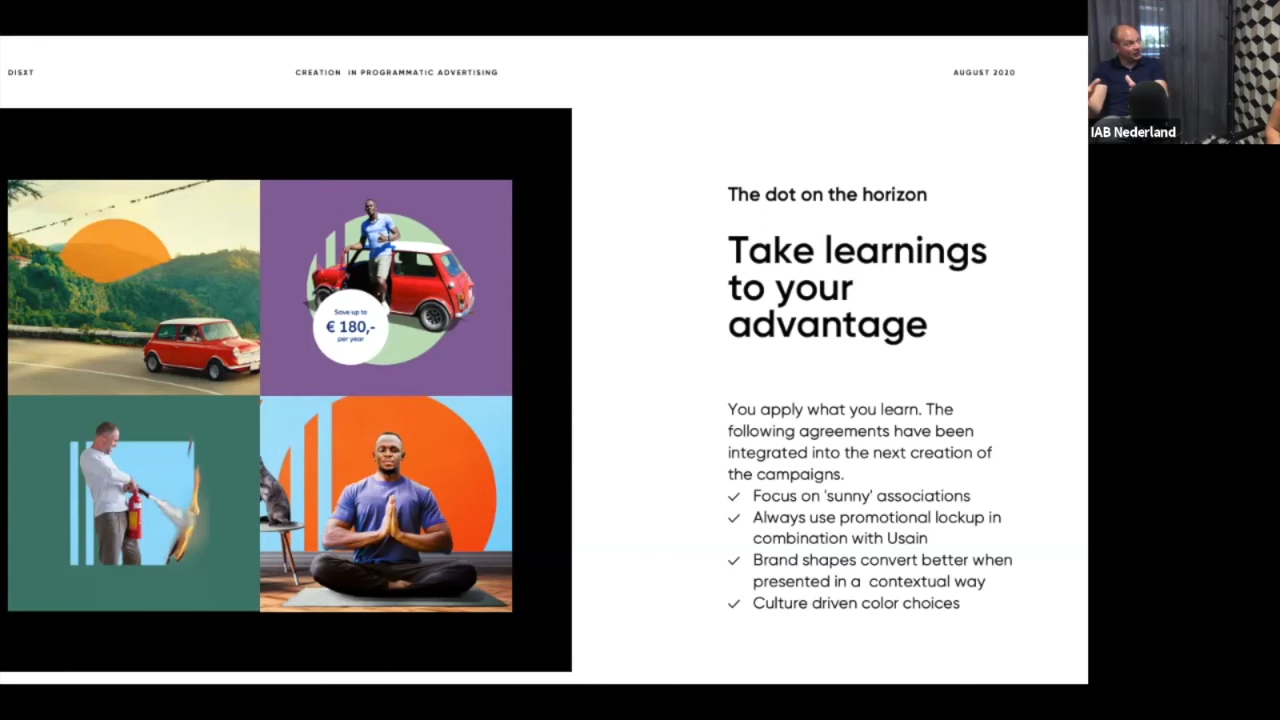 DISXT
CREATION IN PROGRAMMATIC ADVERTISING
AUGUST 2020
IAB Nederland
Save up to
€ 180,-
per year
The dot on the horizon
Take learnings
to your
advantage
You apply what you learn. The
following agreements have been
integrated into the next creation of
the campaigns.
✓ Focus on 'sunny' associations
✓ Always use promotional lockup in
combination with Usain
✓ Brand shapes convert better when
presented in a contextual way
✓ Culture driven color choices